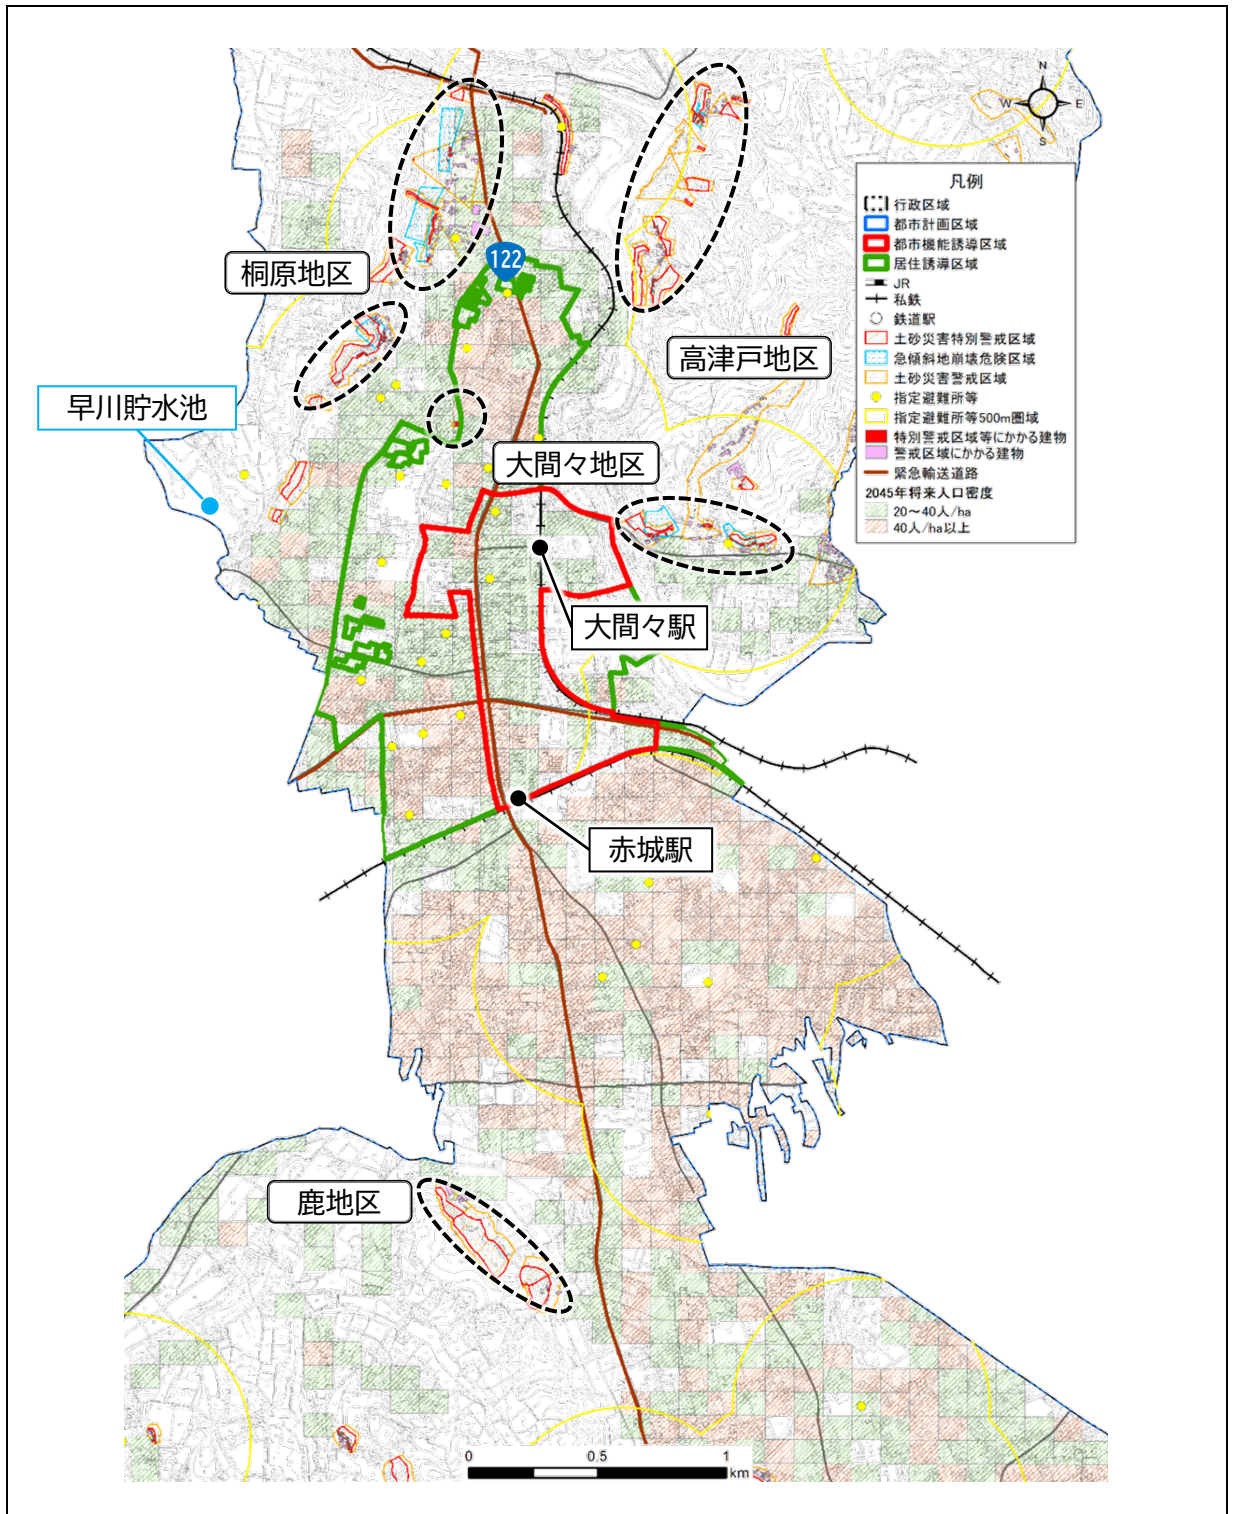 N
W
E
S
凡例
行政区域
都市計画区域
都市機能誘導区域
居住誘導区域
JR
私鉄
鉄道駅
土砂災害特別警戒区域
急傾斜地崩壊危険区域
土砂災害警戒区域
指定避難所等
指定避難所等500m圏域
特別警戒区域等にかかる建物
警戒区域にかかる建物
緊急輸送道路
2045年将来人口密度
20～40人/ha
40人/ha以上
122
桐原地区
高津戸地区
早川貯水池
大間々地区
大間々駅
赤城駅
鹿地区
0
0.5
1
km